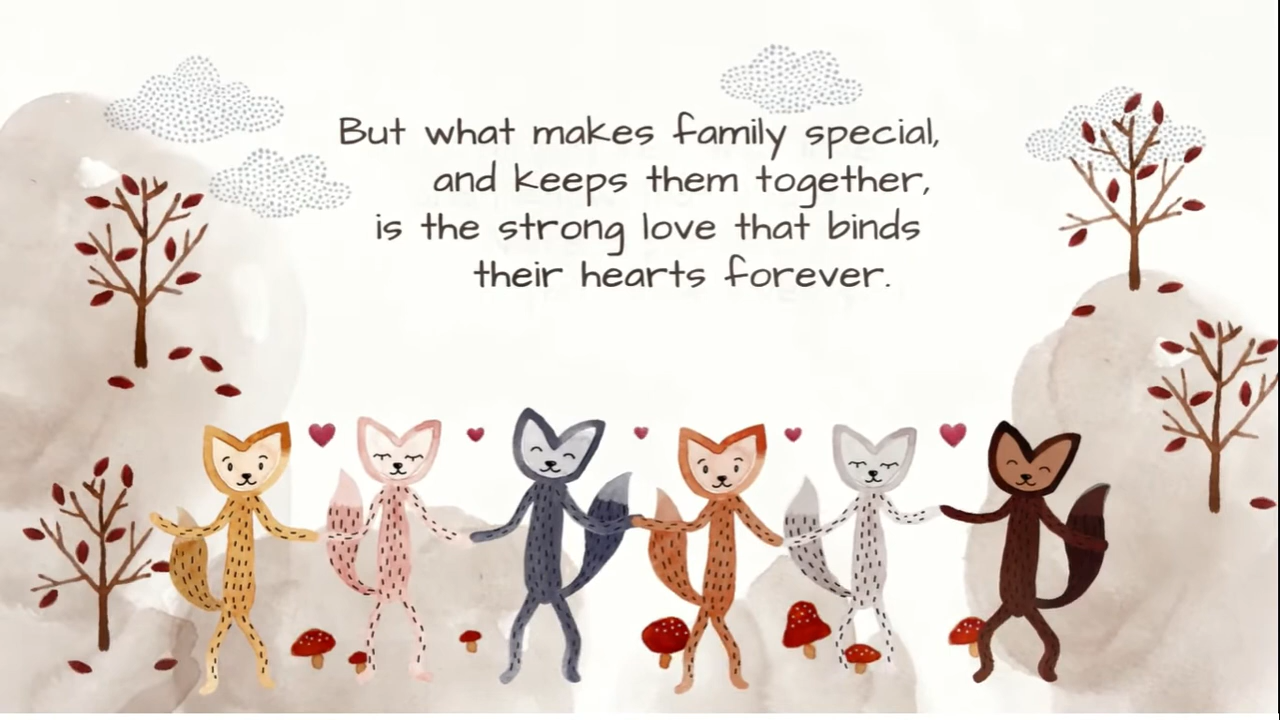 But what makes family special,
and keeps them together,
is the strong love that binds
their hearts forever.